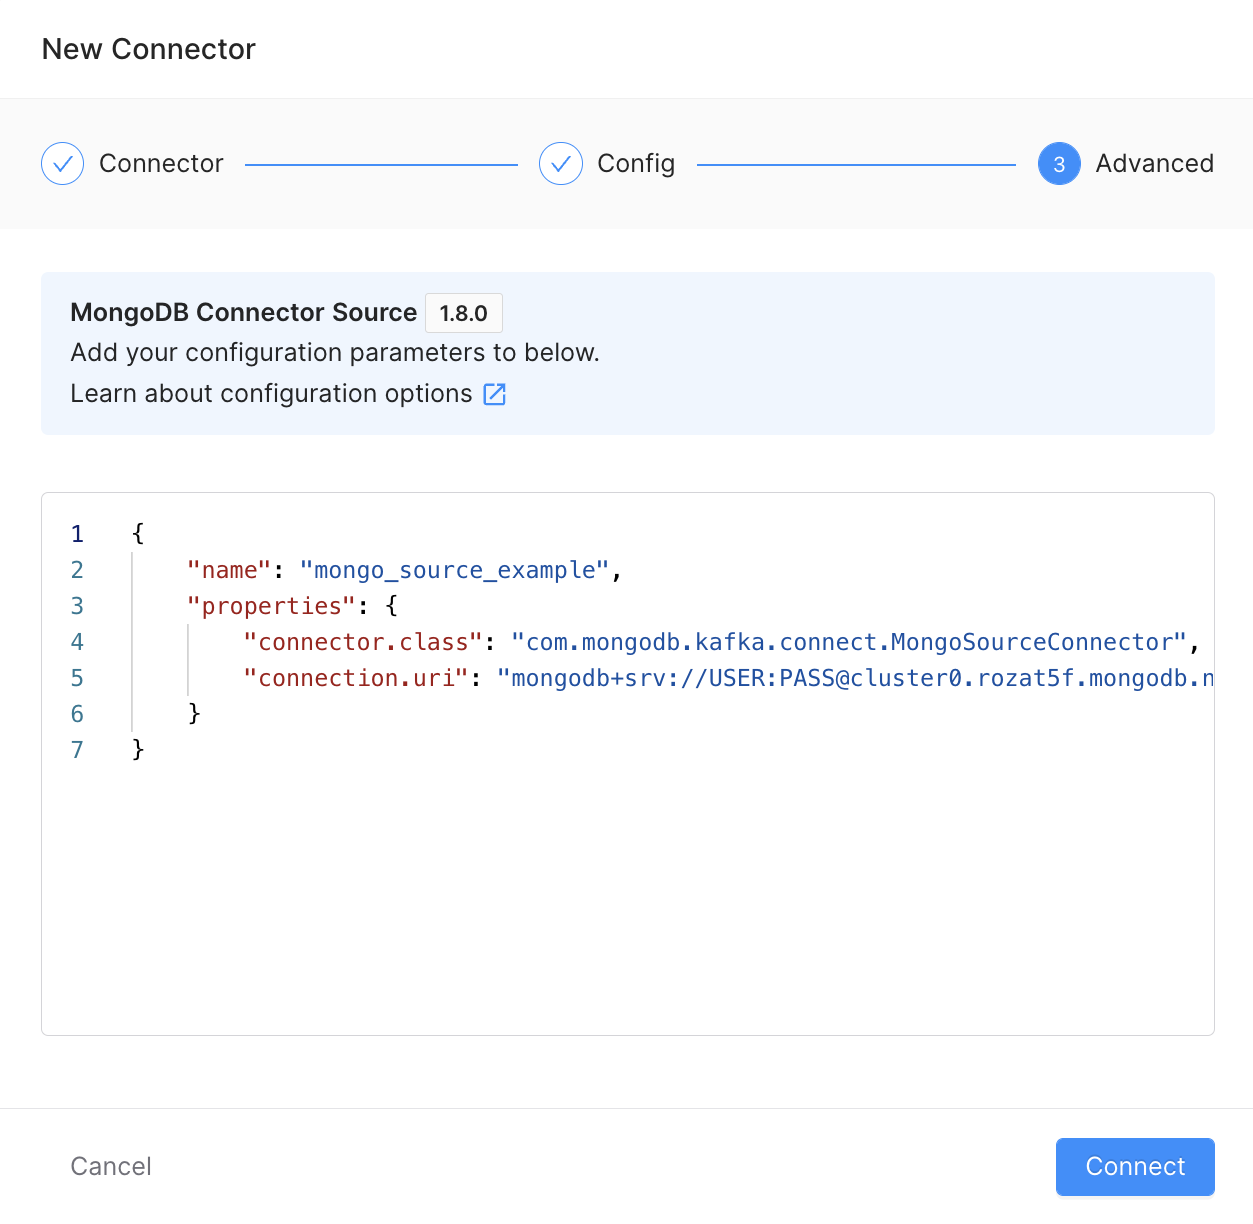 New Connector
Connector
Config
3 Advanced
MongoDB Connector Source 1.8.0
Add your configuration parameters to below.
Learn about configuration options
1 {
2 "name": "mongo_source_example",
3 "properties": {
4 "connector.class": "com.mongodb.kafka.connect.MongoSourceConnector",
5 "connection.uri": "mongodb+srv://USER:PASS@cluster0.rozat5f.mongodb.n
6 }
7 }
Cancel
Connect